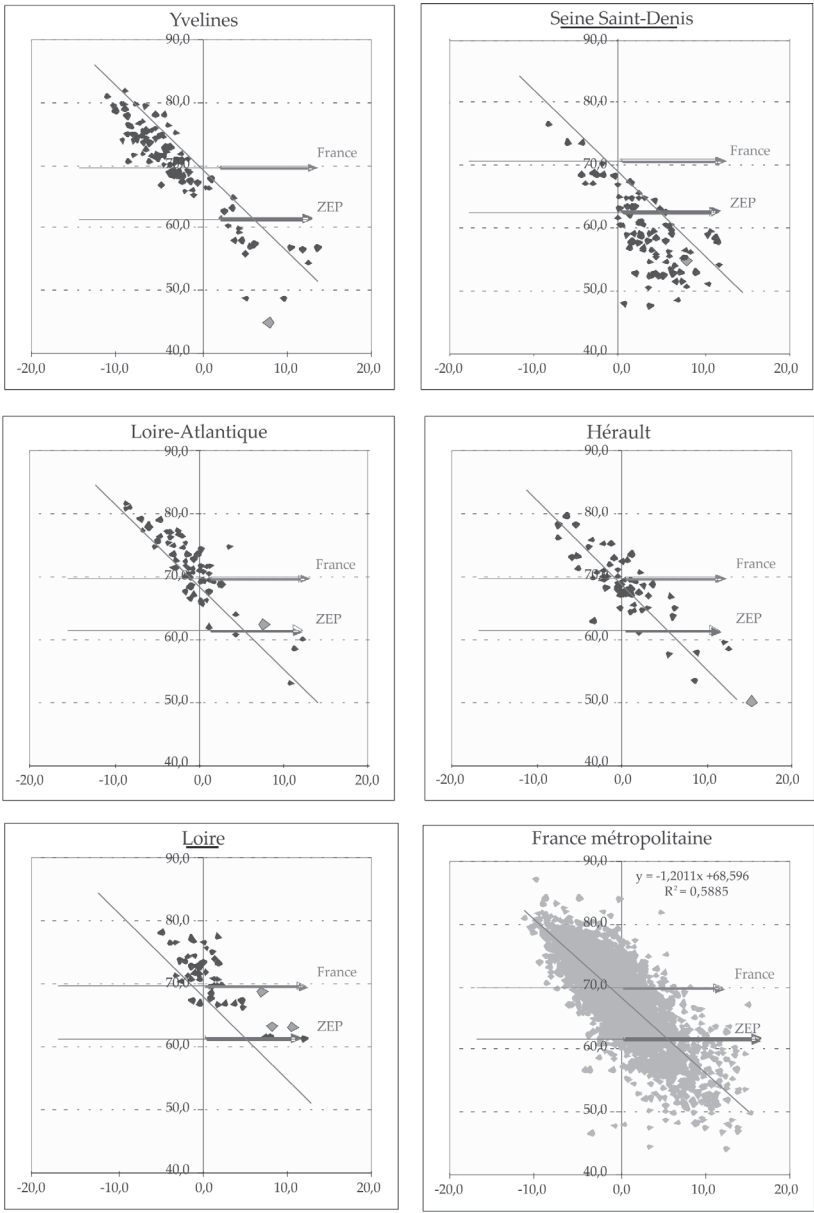 Yvelines
90,0
80,0
70,0
France
ZEP
60,0
50,0
40,0
-20,0 -10,0 0,0 10,0 20,0
Seine Saint-Denis
90,0
80,0
70,0
France
ZEP
60,0
50,0
40,0
-20,0 -10,0 0,0 10,0 20,0
Loire-Atlantique
90,0
80,0
70,0
France
ZEP
60,0
50,0
40,0
-20,0 -10,0 0,0 10,0 20,0
Hérault
90,0
80,0
70,0
France
ZEP
60,0
50,0
40,0
-20,0 -10,0 0,0 10,0 20,0
Loire
90,0
80,0
70,0
France
ZEP
60,0
50,0
40,0
-20,0 -10,0 0,0 10,0 20,0
France métropolitaine
90,0
y = -1,2011x +68,596
R² = 0,5885
80,0
70,0
France
ZEP
60,0
50,0
40,0
-20,0 -10,0 0,0 10,0 20,0